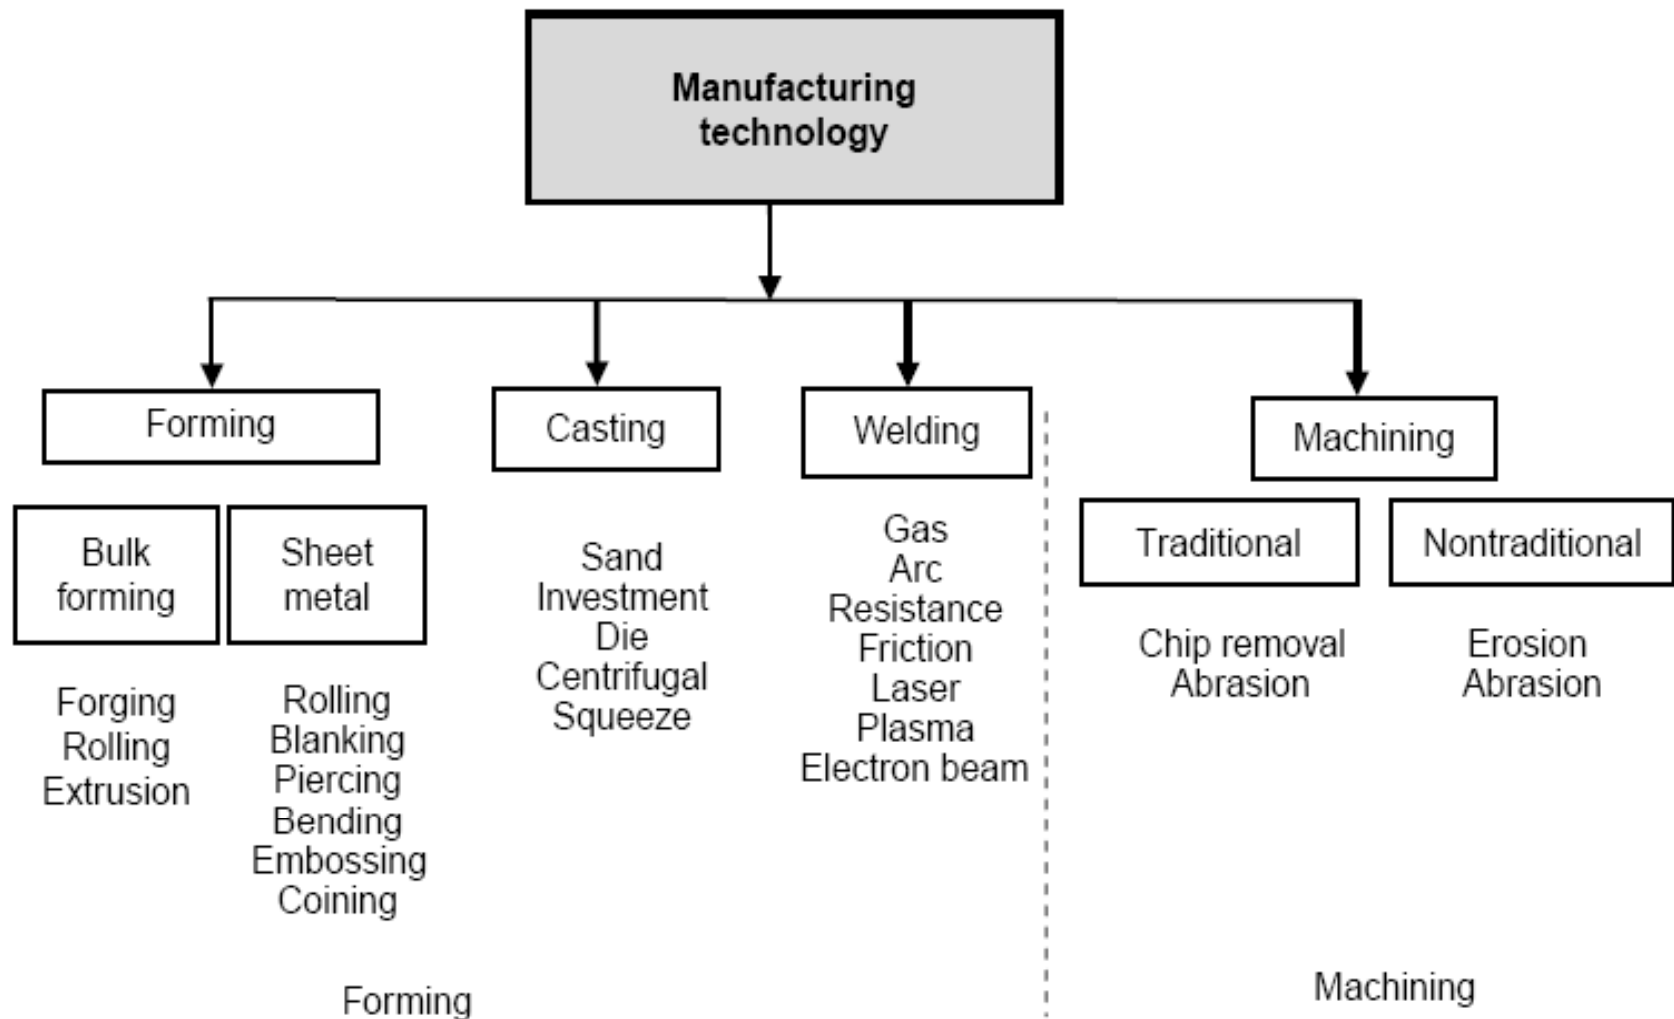 Manufacturing
technology
Forming
Casting
Welding
Machining
Bulk
forming
Sheet
metal
Traditional
Nontraditional
Forging
Rolling
Extrusion
Rolling
Blanking
Piercing
Bending
Embossing
Coining
Sand
Investment
Die
Centrifugal
Squeeze
Gas
Arc
Resistance
Friction
Laser
Plasma
Electron beam
Chip removal
Abrasion
Erosion
Abrasion
Forming
Machining